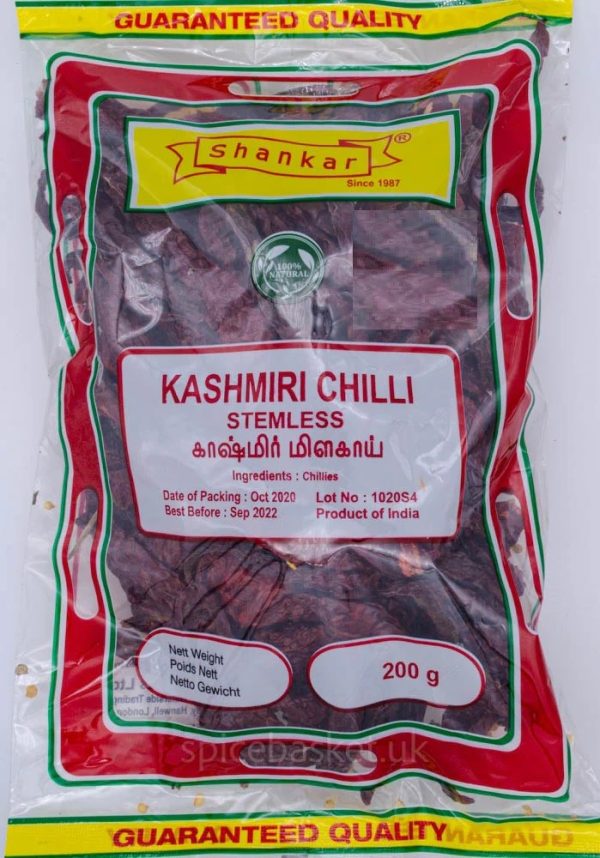 GUARANTEED QUALITY
shankar®
Since 1987
100%
NATURAL
KASHMIRI CHILLI
STEMLESS
காஷ்மிர் மிளகாய்
Ingredients : Chillies
Date of Packing : Oct 2020 Lot No : 1020S4
Best Before : Sep 2022 Product of India
Nett Weight
Poids Nett
Netto Gewicht
200 g
Hanwell, London
spicebasket.uk
GUARANTEED QUALITY